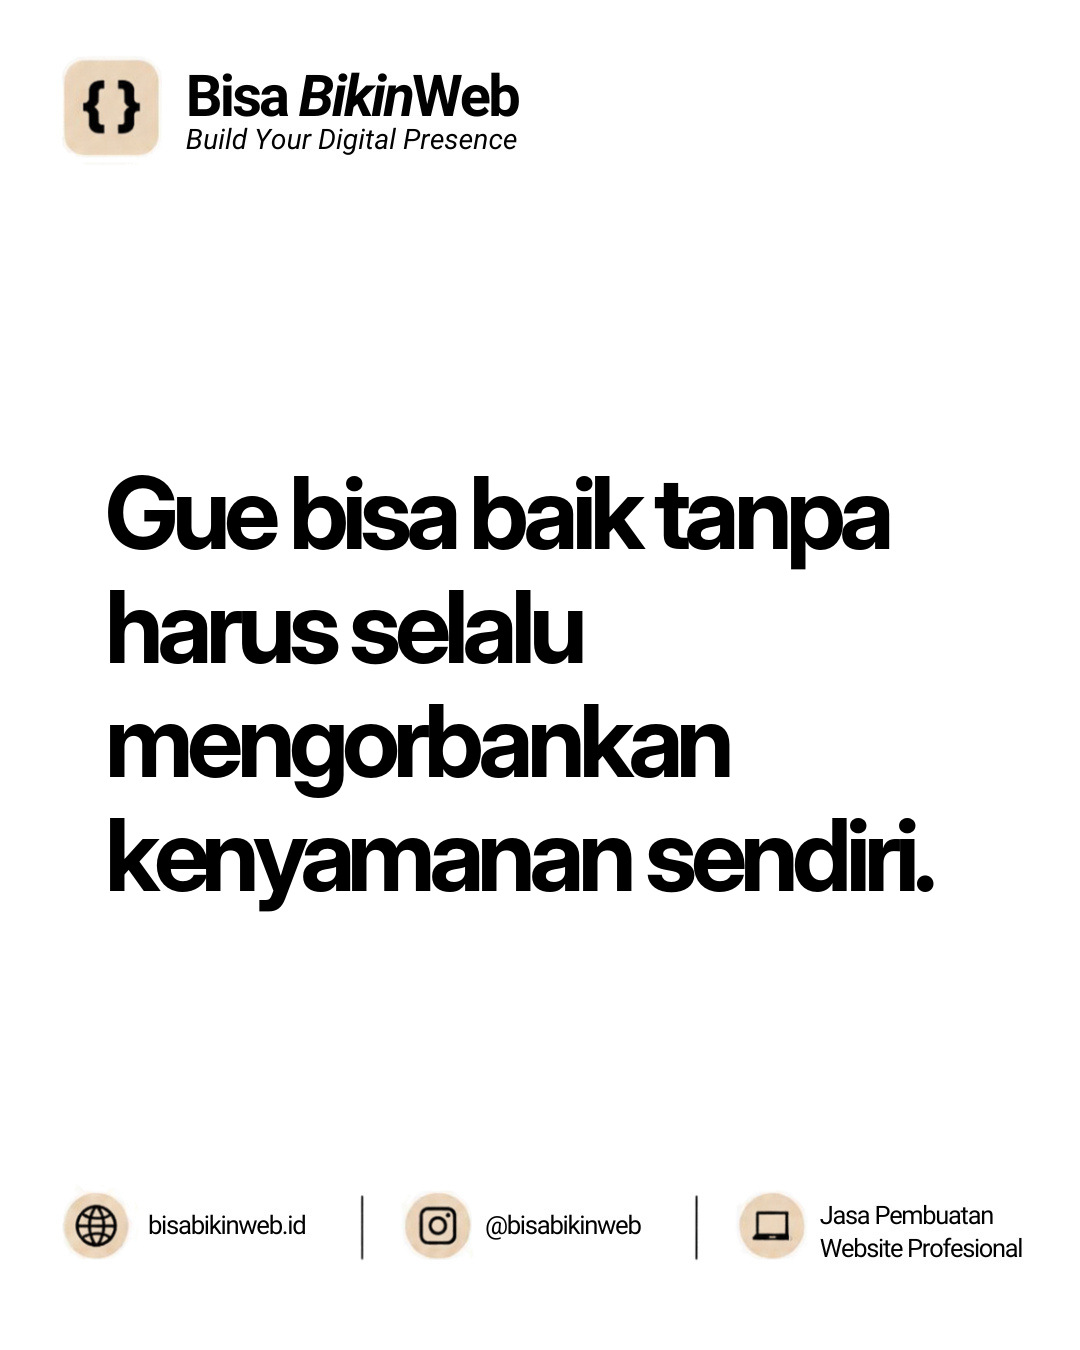 Bisa BikinWeb
Build Your Digital Presence
Gue bisa baik tanpa
harus selalu
mengorbankan
kenyamanan sendiri.
bisabikinweb.id
@bisabikinweb
Jasa Pembuatan
Website Profesional